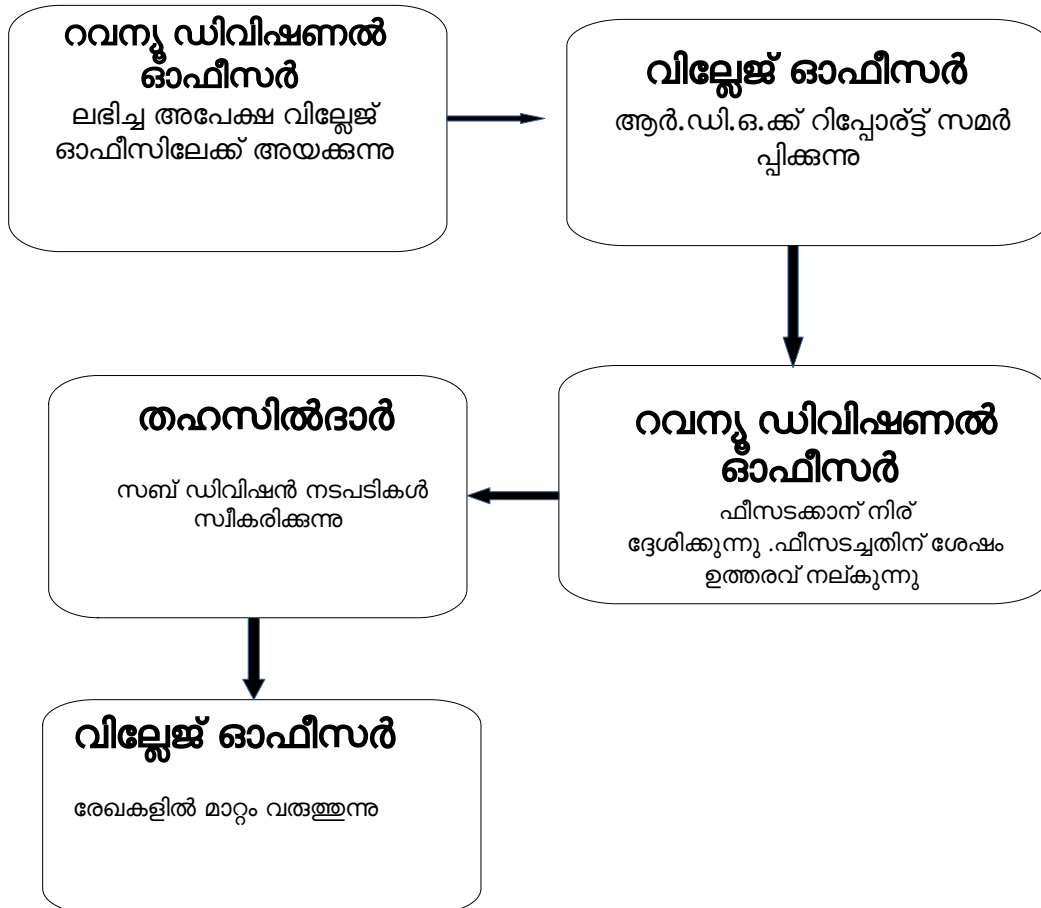 റവന്യൂ ഡിവിഷണൽ
ഓഫീസർ
ലഭിച്ച അപേക്ഷ വില്ലേജ്
ഓഫീസിലേക്ക് അയക്കുന്നു
വില്ലേജ് ഓഫീസർ
ആർ.ഡി.ഒ.ക്ക് റിപ്പോര്ട്ട് സമർ
പ്പിക്കുന്നു
റവന്യൂ ഡിവിഷണൽ
ഓഫീസർ
ഫീസടക്കാന് നിര്
ദ്ദേശിക്കുന്നു .ഫീസടച്ചതിന് ശേഷം
ഉത്തരവ് നല്കുന്നു
തഹസിൽദാർ
സബ് ഡിവിഷൻ നടപടികൾ
സ്വീകരിക്കുന്നു
വില്ലേജ് ഓഫീസർ
രേഖകളിൽ മാറ്റം വരുത്തുന്നു